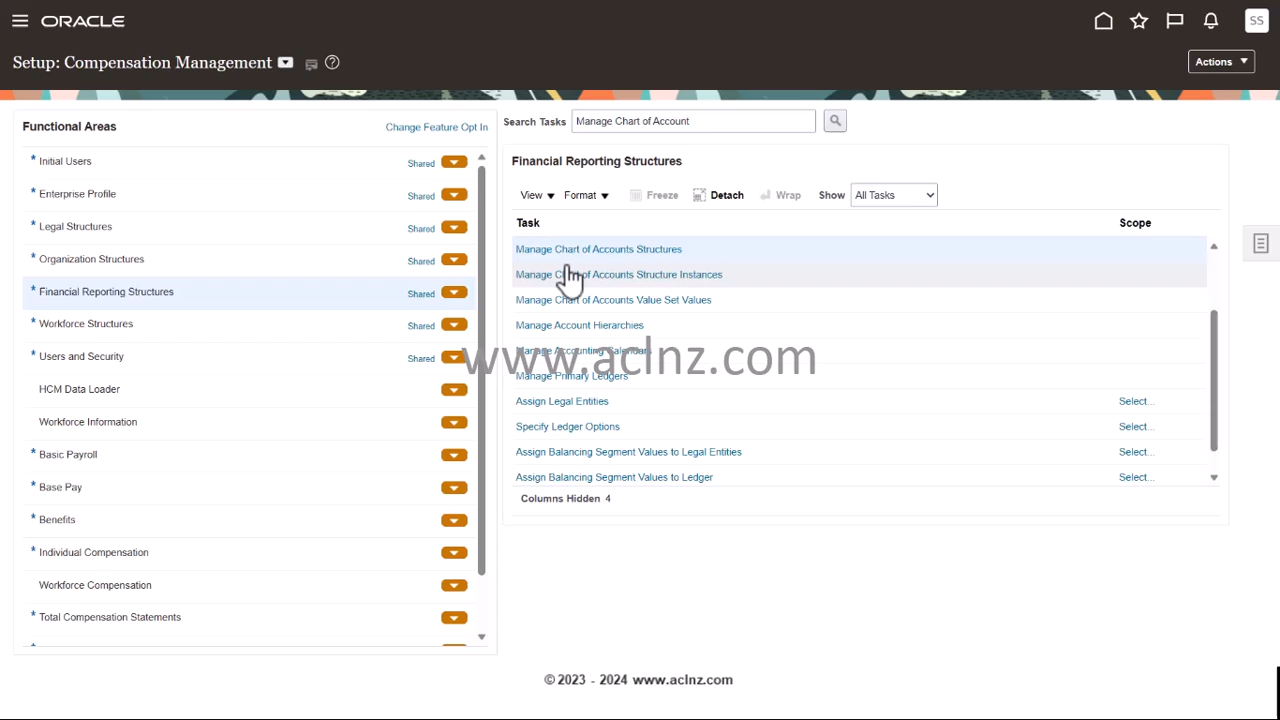 ORACLE
SS
Setup: Compensation Management
Actions
Functional Areas
Change Feature Opt In
* Initial Users Shared
* Enterprise Profile Shared
* Legal Structures Shared
* Organization Structures Shared
* Financial Reporting Structures Shared
* Workforce Structures Shared
* Users and Security Shared
HCM Data Loader
Workforce Information
* Basic Payroll
* Base Pay
* Benefits
* Individual Compensation
Workforce Compensation
* Total Compensation Statements
*
Search Tasks Manage Chart of Account
Financial Reporting Structures
View Format Freeze Detach Wrap Show All Tasks
Task Scope
Manage Chart of Accounts Structures
Manage Chart of Accounts Structure Instances
Manage Chart of Accounts Value Set Values
Manage Account Hierarchies
Manage Accounting Calendars
Manage Primary Ledgers
Assign Legal Entities Select...
Specify Ledger Options Select...
Assign Balancing Segment Values to Legal Entities Select...
Assign Balancing Segment Values to Ledger Select...
Columns Hidden 4
www.aclnz.com
© 2023 - 2024 www.aclnz.com